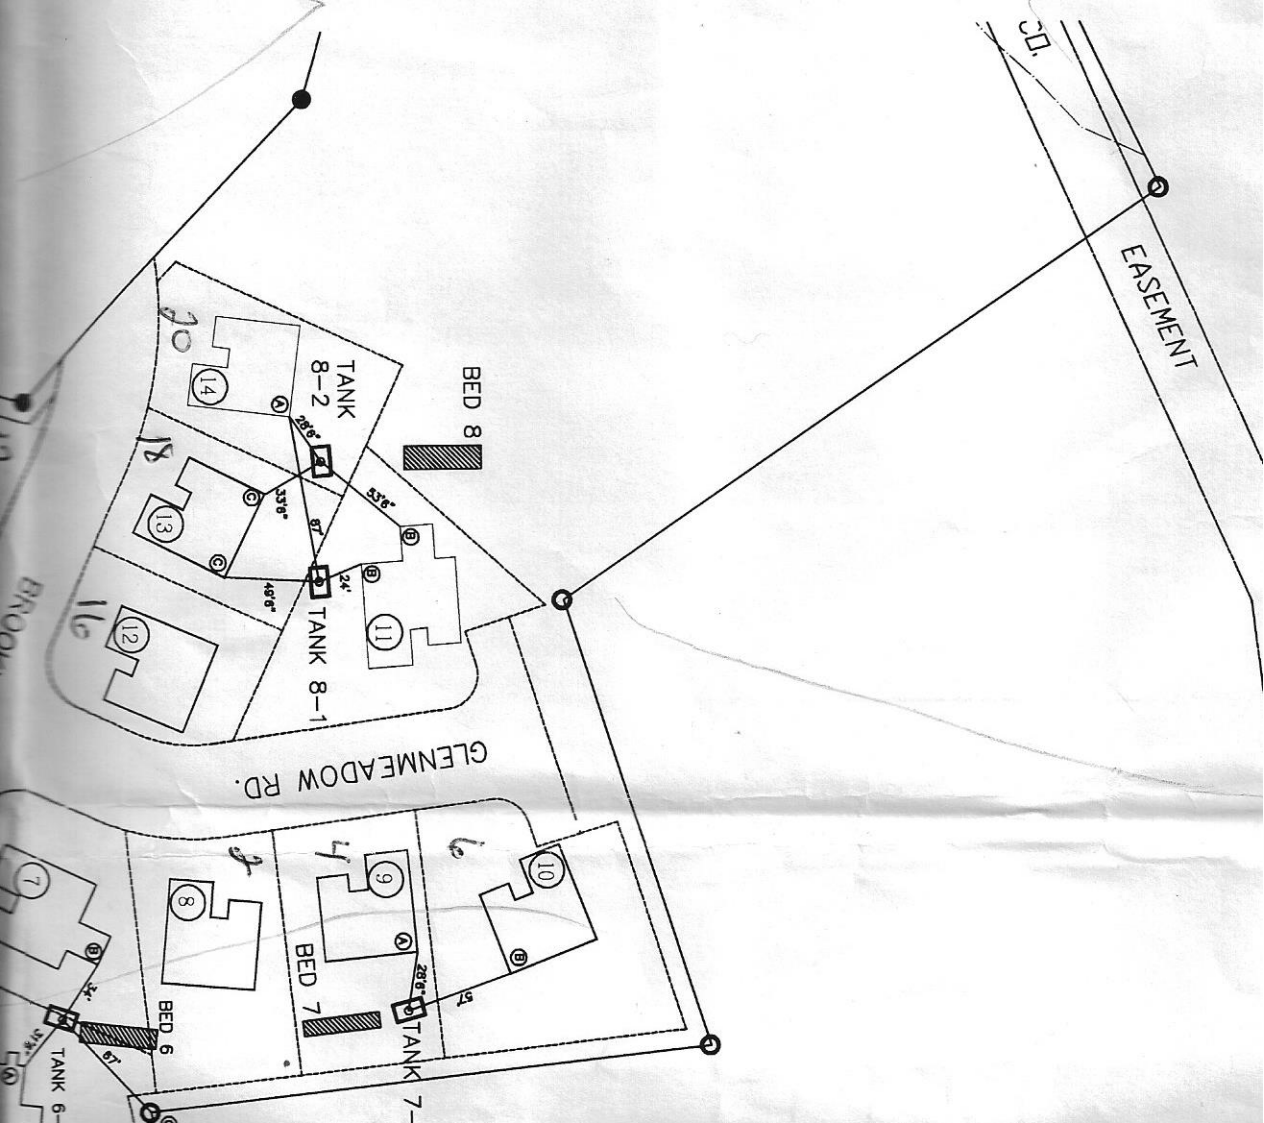 CO.
EASEMENT
BED 8
TANK
8-2
20
14
A
28'6"
18
13
C
C
33'6"
53'6"
67'
B
B
24'
49'6"
11
TANK 8-1
16
12
GLENMEADOW RD.
2
8
4
9
A
6
10
B
28'6"
57'
BED 7
TANK 7-
7
B
34'
BED 6
67'
TANK 6-
A